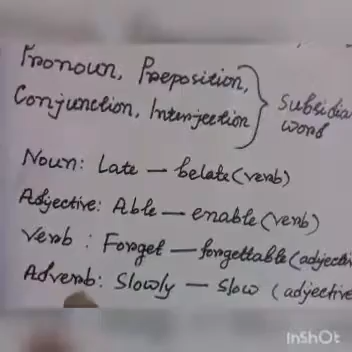 Pronoun, Preposition,
Conjunction, Interjection
Subsidia
word
Noun: Late — belate (verb)
Adjective: Able — enable (verb)
Verb : Forget — forgettable (adjecti
Adverb: Slowly — slow (adjective
InShOt